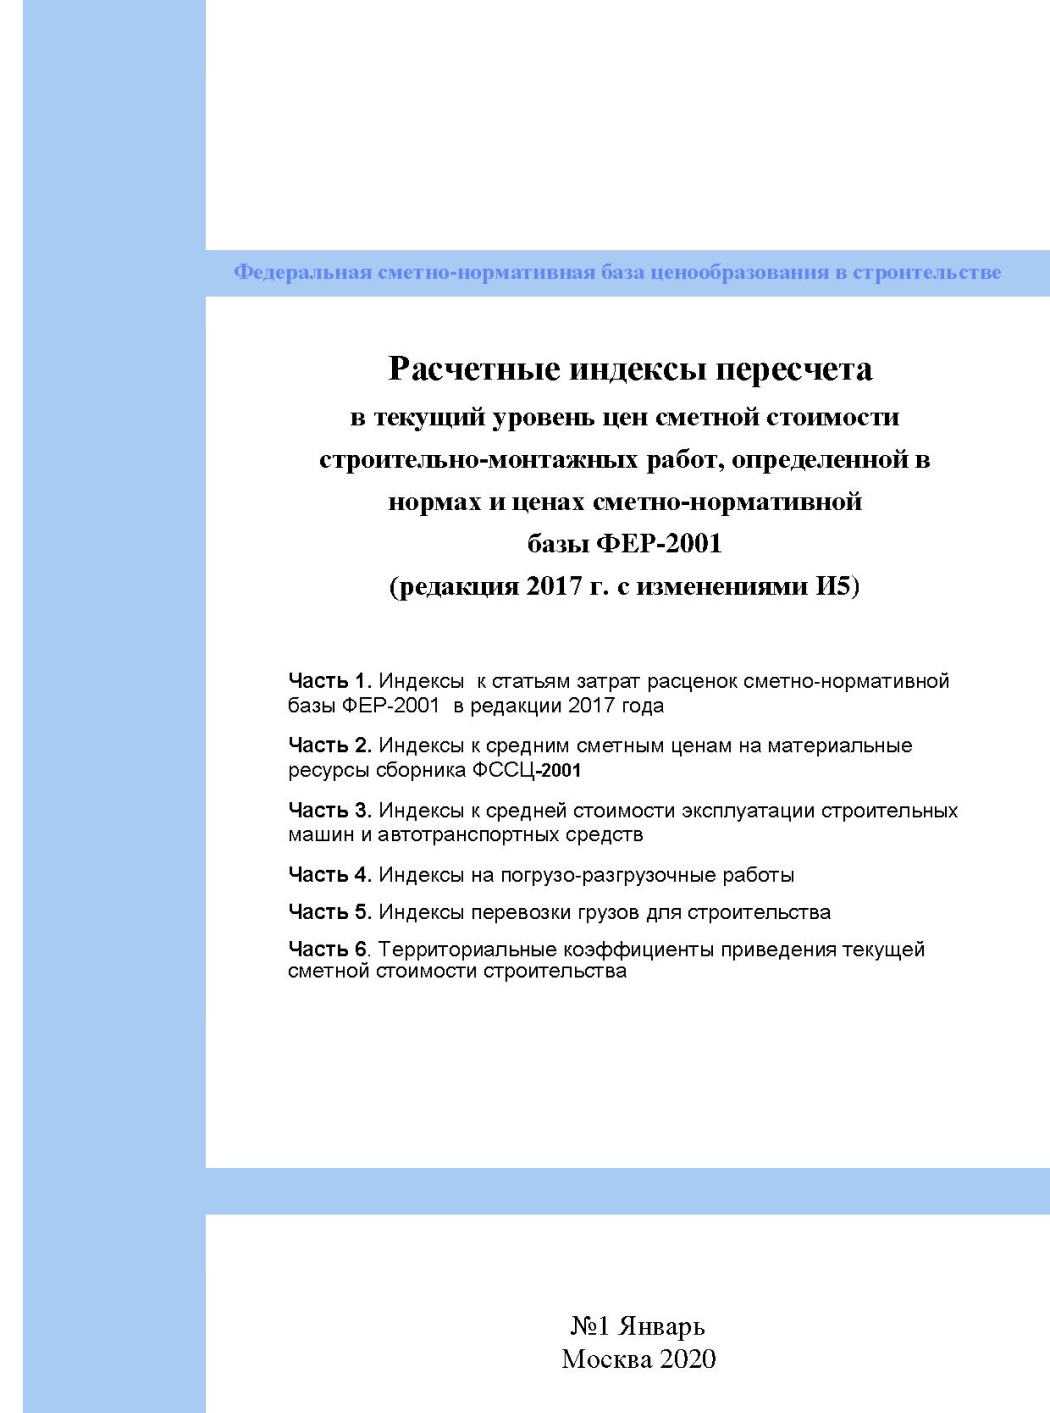 Федеральная сметно-нормативная база ценообразования в строительстве
Расчетные индексы пересчета
в текущий уровень цен сметной стоимости
строительно-монтажных работ, определенной в
нормах и ценах сметно-нормативной
базы ФЕР-2001
(редакция 2017 г. с изменениями И5)
Часть 1. Индексы к статьям затрат расценок сметно-нормативной
базы ФЕР-2001 в редакции 2017 года
Часть 2. Индексы к средним сметным ценам на материальные
ресурсы сборника ФССЦ-2001
Часть 3. Индексы к средней стоимости эксплуатации строительных
машин и автотранспортных средств
Часть 4. Индексы на погрузо-разгрузочные работы
Часть 5. Индексы перевозки грузов для строительства
Часть 6. Территориальные коэффициенты приведения текущей
сметной стоимости строительства
№1 Январь
Москва 2020